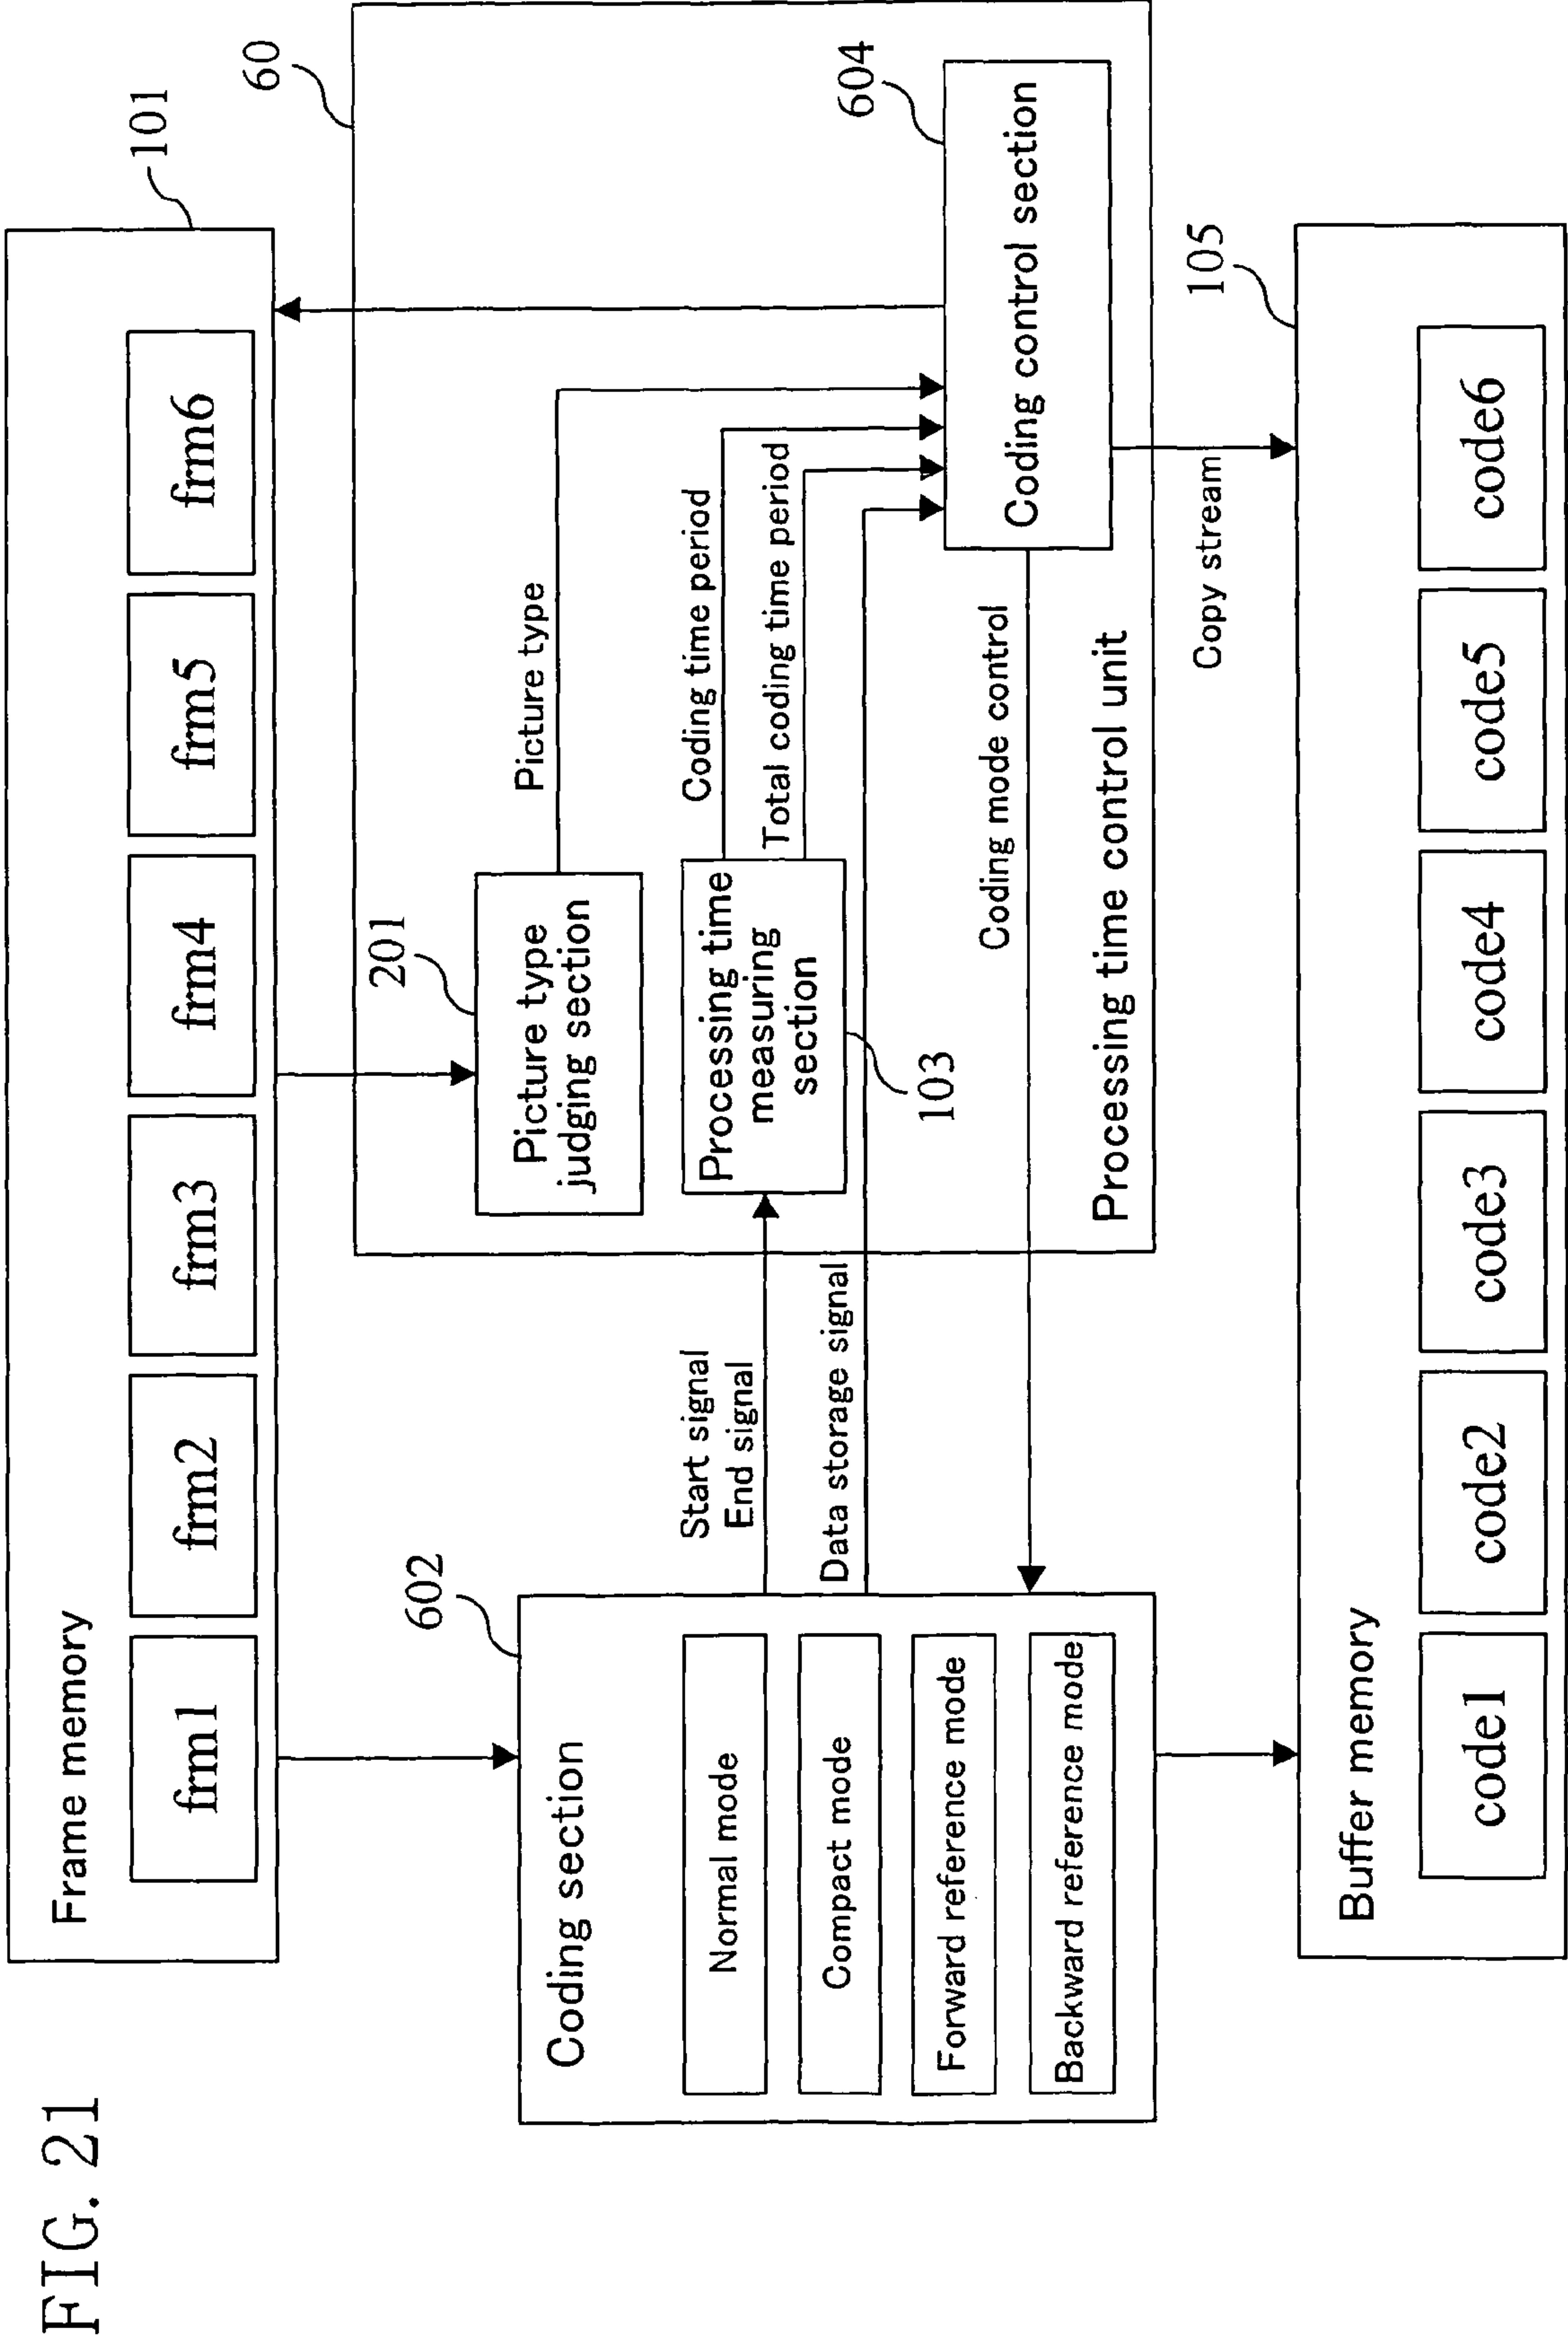 FIG. 21
Frame memory
101
frm1
frm2
frm3
frm4
frm5
frm6
60
602
Coding section
Normal mode
Compact mode
Forward reference mode
Backward reference mode
Start signal
End signal
Data storage signal
201
Picture type
judging section
Picture type
Processing time
measuring
section
103
Coding time period
Total coding time period
Coding mode control
604
Coding control section
Processing time control unit
Copy stream
105
Buffer memory
code1
code2
code3
code4
code5
code6